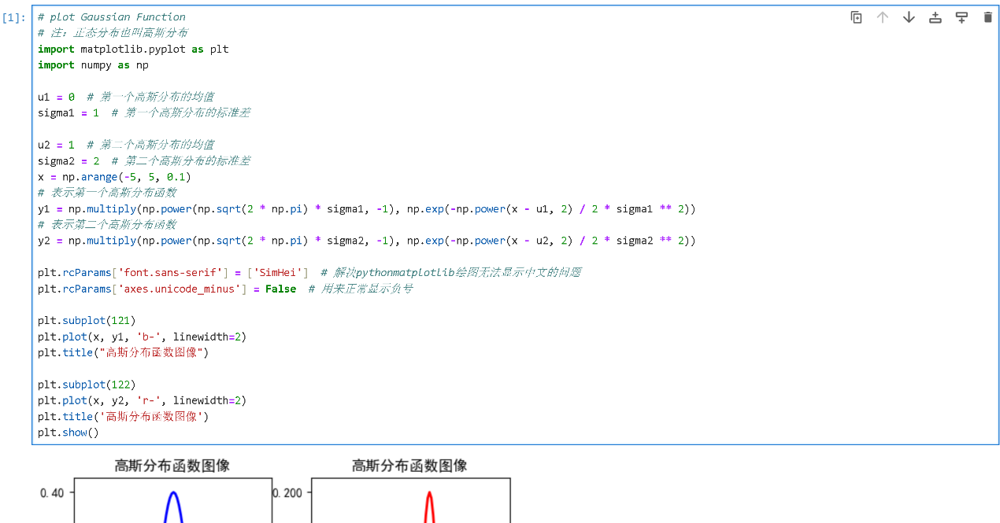 [1]:
# plot Gaussian Function
# 注：正态分布也叫高斯分布
import matplotlib.pyplot as plt
import numpy as np
u1 = 0  # 第一个高斯分布的均值
sigma1 = 1  # 第一个高斯分布的标准差
u2 = 1  # 第二个高斯分布的均值
sigma2 = 2  # 第二个高斯分布的标准差
x = np.arange(-5, 5, 0.1)
# 表示第一个高斯分布函数
y1 = np.multiply(np.power(np.sqrt(2 * np.pi) * sigma1, -1), np.exp(-np.power(x - u1, 2) / 2 * sigma1 ** 2))
# 表示第二个高斯分布函数
y2 = np.multiply(np.power(np.sqrt(2 * np.pi) * sigma2, -1), np.exp(-np.power(x - u2, 2) / 2 * sigma2 ** 2))
plt.rcParams['font.sans-serif'] = ['SimHei']  # 解决pythonmatplotlib绘图无法显示中文的问题
plt.rcParams['axes.unicode_minus'] = False  # 用来正常显示负号
plt.subplot(121)
plt.plot(x, y1, 'b-', linewidth=2)
plt.title("高斯分布函数图像")
plt.subplot(122)
plt.plot(x, y2, 'r-', linewidth=2)
plt.title('高斯分布函数图像')
plt.show()
高斯分布函数图像
高斯分布函数图像
0.40
0.200